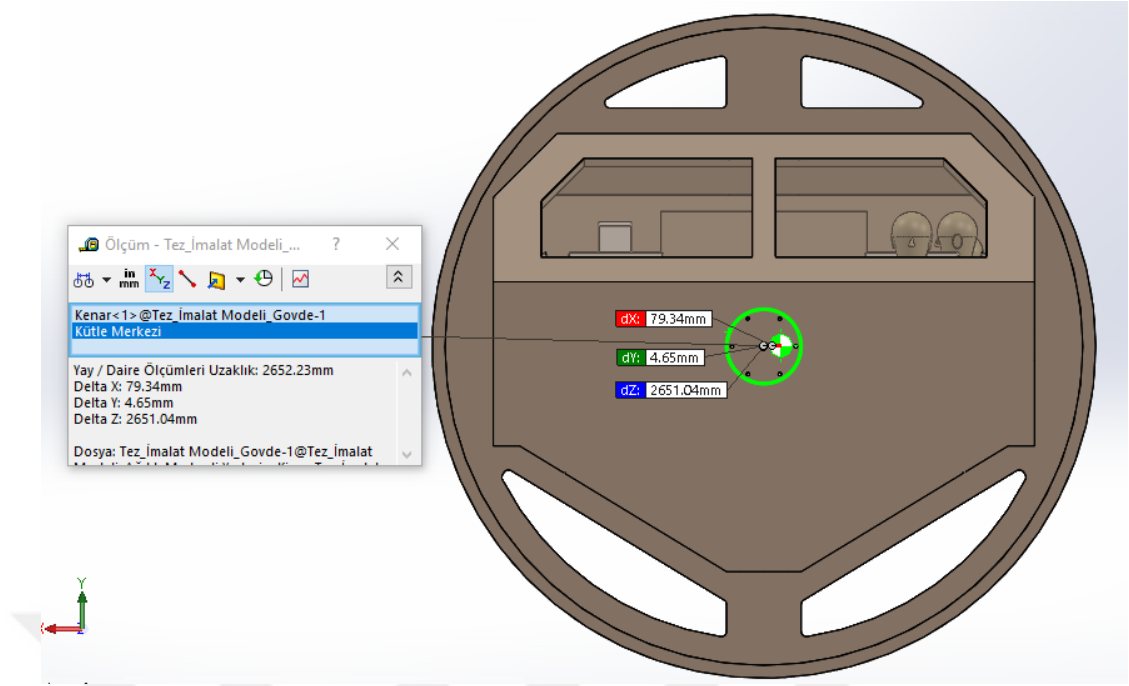 Ölçüm - Tez_İmalat Modeli_... ?
in
mm
X Y Z
Kenar<1>@Tez_İmalat Modeli_Govde-1
Kütle Merkezi
Yay / Daire Ölçümleri Uzaklık: 2652.23mm
Delta X: 79.34mm
Delta Y: 4.65mm
Delta Z: 2651.04mm
Dosya: Tez_İmalat Modeli_Govde-1@Tez_İmalat
dX: 79.34mm
dY: 4.65mm
dZ: 2651.04mm
Y